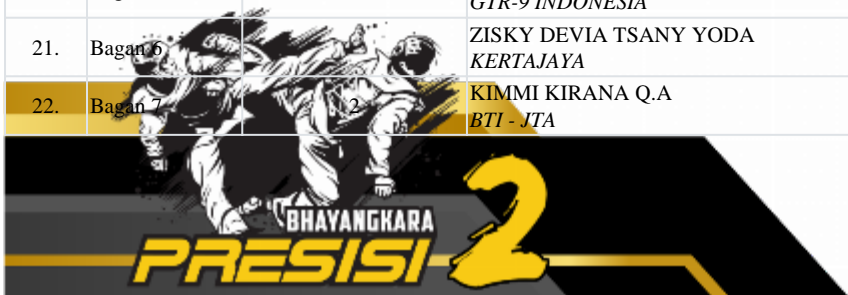 GTR-9 INDONESIA
21. Bagan 6 ZISKY DEVIA TSANY YODA
KERTAJAYA
22. Bagan 7 2 KIMMI KIRANA Q.A
BTI - JTA
BHAYANGKARA
PRESISI 2